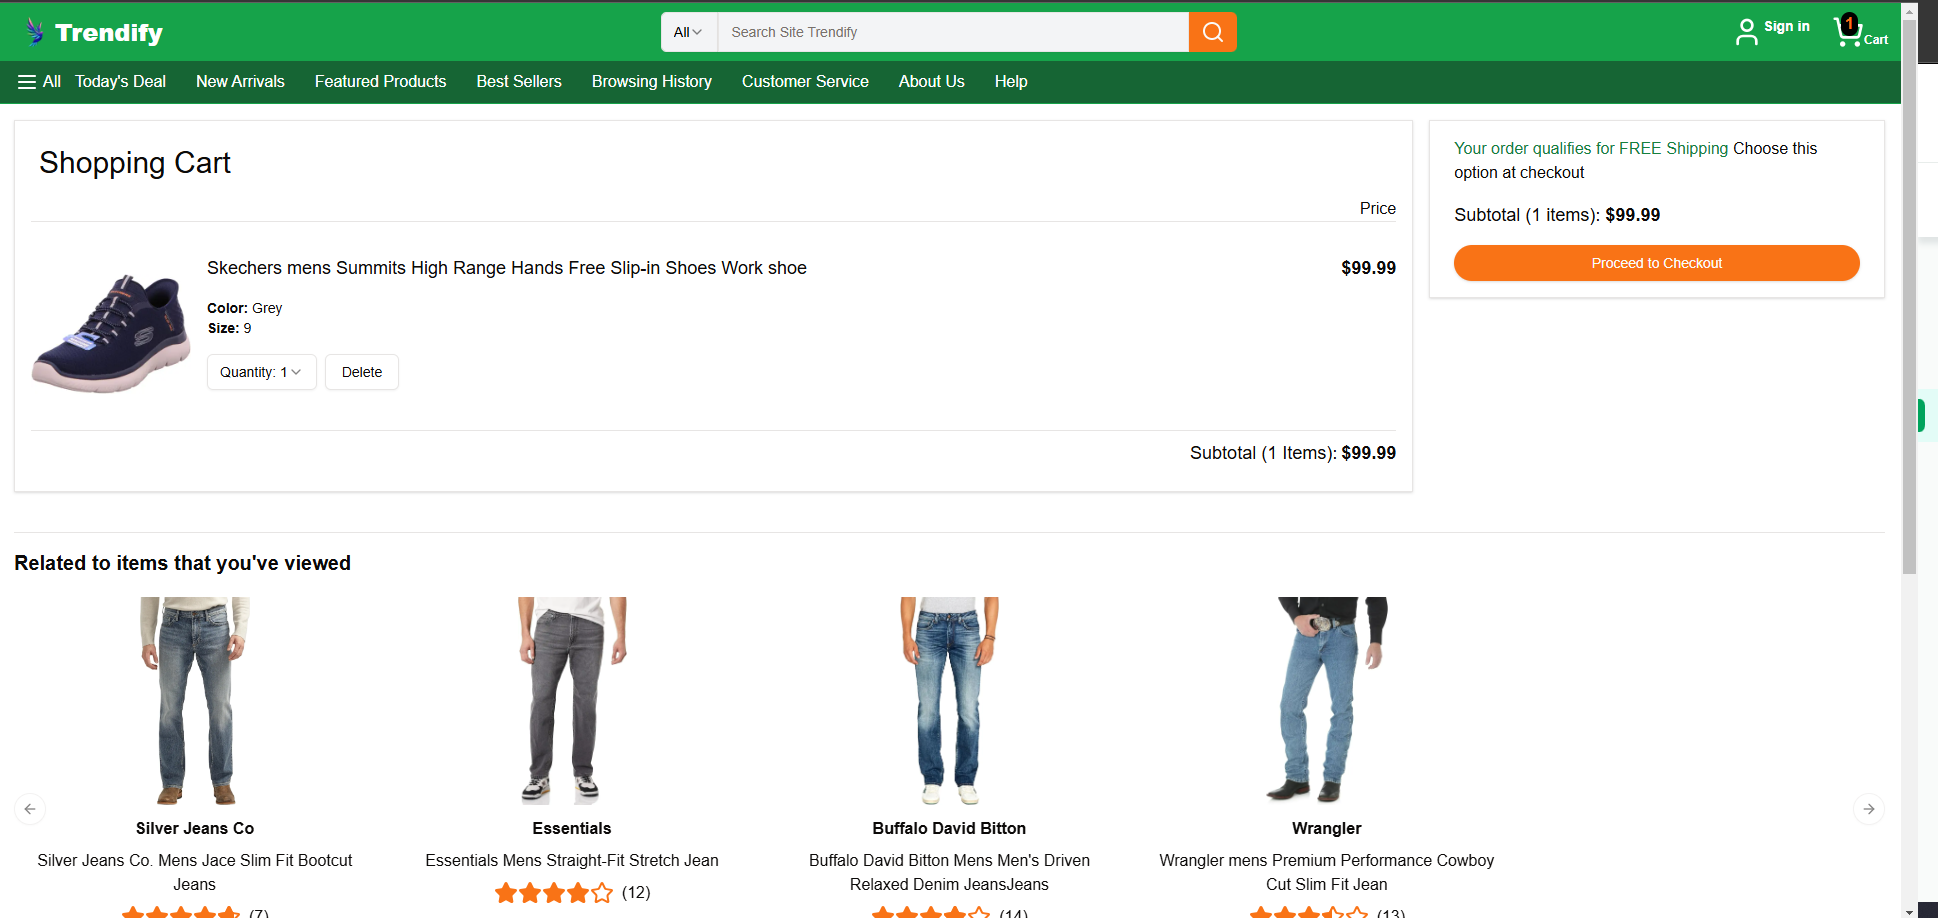 Trendify
All
Search Site Trendify
Sign in
1
Cart
All
Today's Deal
New Arrivals
Featured Products
Best Sellers
Browsing History
Customer Service
About Us
Help
Shopping Cart
Price
Skechers mens Summits High Range Hands Free Slip-in Shoes Work shoe
$99.99
Color: Grey
Size: 9
Quantity: 1
Delete
Subtotal (1 Items): $99.99
Your order qualifies for FREE Shipping Choose this
option at checkout
Subtotal (1 items): $99.99
Proceed to Checkout
Related to items that you've viewed
Silver Jeans Co
Silver Jeans Co. Mens Jace Slim Fit Bootcut
Jeans
(7)
Essentials
Essentials Mens Straight-Fit Stretch Jean
(12)
Buffalo David Bitton
Buffalo David Bitton Mens Men's Driven
Relaxed Denim JeansJeans
(14)
Wrangler
Wrangler mens Premium Performance Cowboy
Cut Slim Fit Jean
(13)